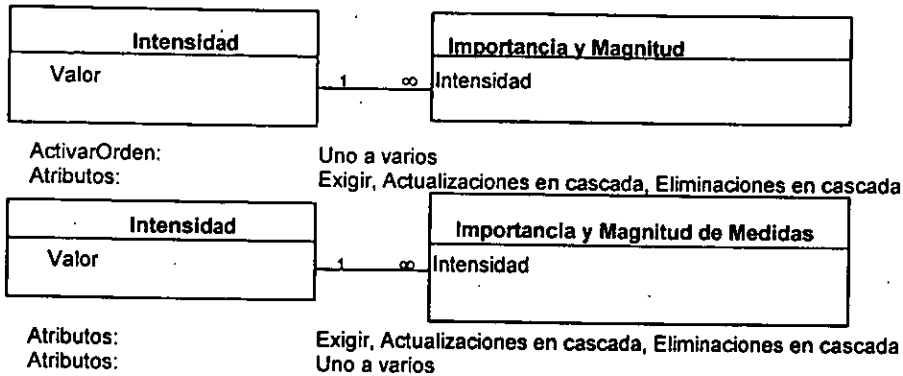 Intensidad Importancia y Magnitud
Valor 1 ∞ Intensidad
ActivarOrden: Uno a varios
Atributos: Exigir, Actualizaciones en cascada, Eliminaciones en cascada
Intensidad Importancia y Magnitud de Medidas
Valor 1 ∞ Intensidad
Atributos: Exigir, Actualizaciones en cascada, Eliminaciones en cascada
Atributos: Uno a varios